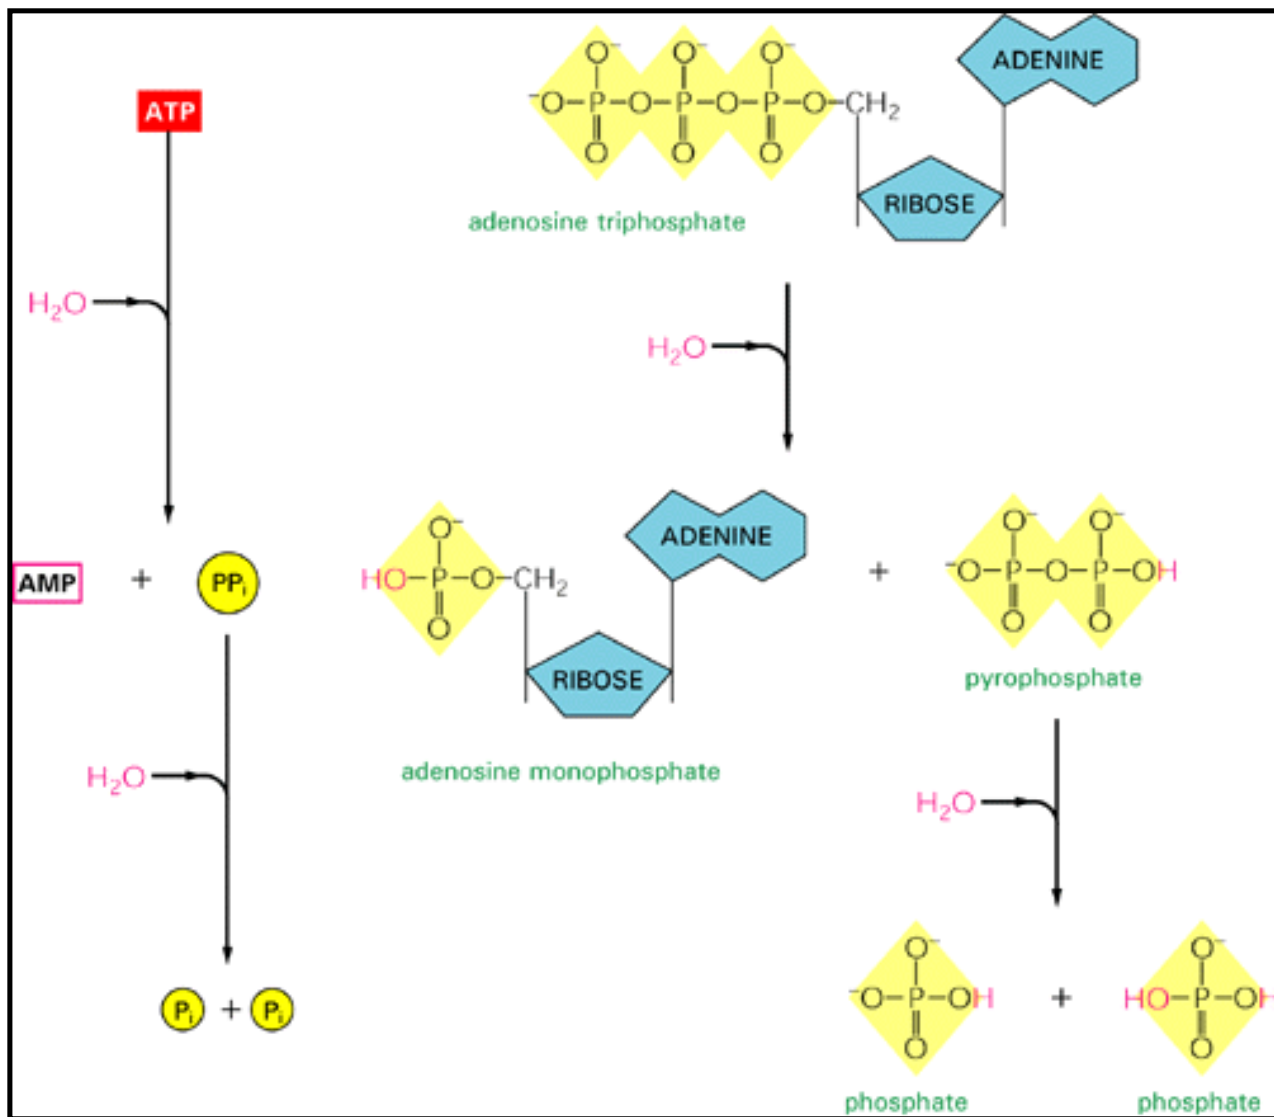 ATP
H₂O
AMP + PPᵢ
H₂O
Pᵢ + Pᵢ
O⁻ O⁻ O⁻
⁻O–P–O–P–O–P–O–CH₂
O O O
ADENINE
RIBOSE
adenosine triphosphate
H₂O
O⁻
HO–P–O–CH₂
O
ADENINE
RIBOSE
adenosine monophosphate
+
O⁻ O⁻
⁻O–P–O–P–OH
O O
pyrophosphate
H₂O
O⁻
⁻O–P–OH
O
phosphate
+
O⁻
HO–P–OH
O
phosphate